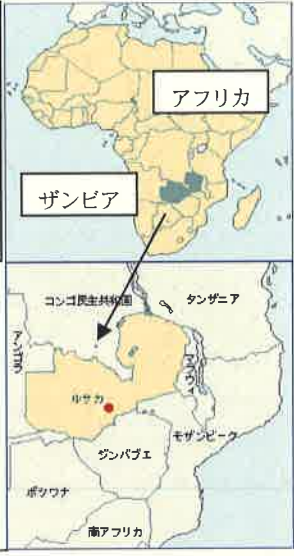 アフリカ
ザンビア
コンゴ民主共和国
タンザニア
アンゴラ
マラウィ
ルサカ
モザンビーク
ジンバブエ
ボツワナ
南アフリカ